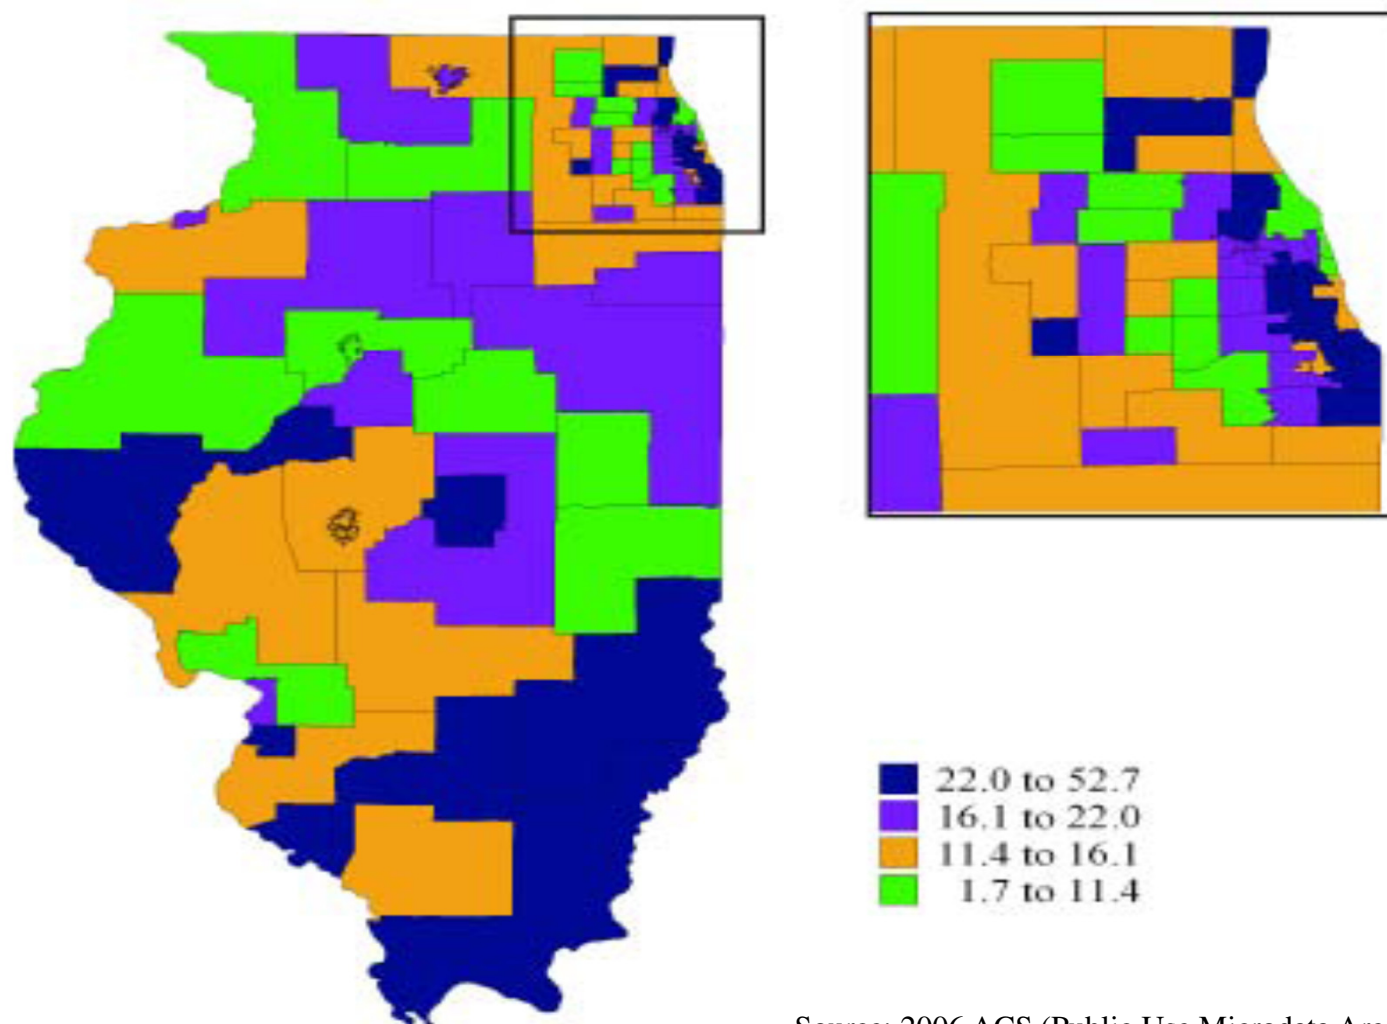 22.0 to 52.7
16.1 to 22.0
11.4 to 16.1
1.7 to 11.4
Source: 2006 ACS (Public Use Microdata